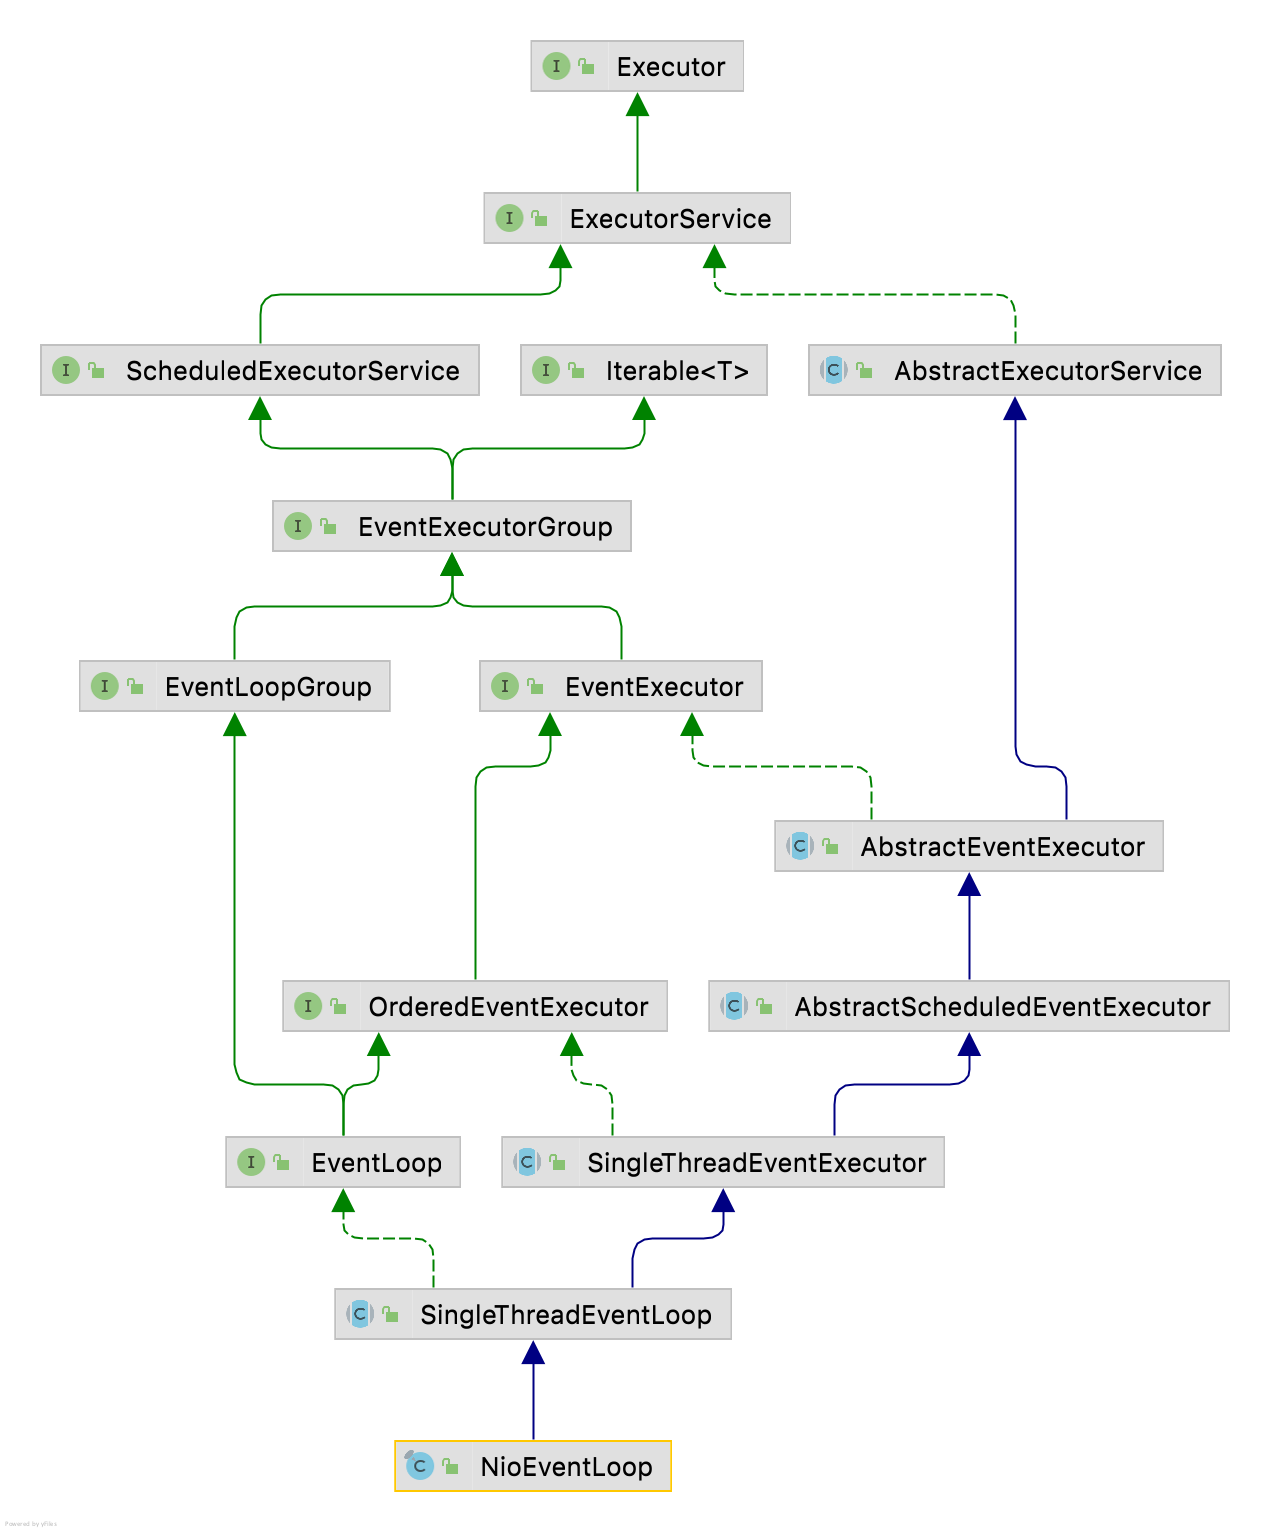 I Executor
I ExecutorService
I ScheduledExecutorService
I Iterable<T>
C AbstractExecutorService
I EventExecutorGroup
I EventLoopGroup
I EventExecutor
C AbstractEventExecutor
I OrderedEventExecutor
C AbstractScheduledEventExecutor
I EventLoop
C SingleThreadEventExecutor
C SingleThreadEventLoop
C NioEventLoop
Powered by yFiles